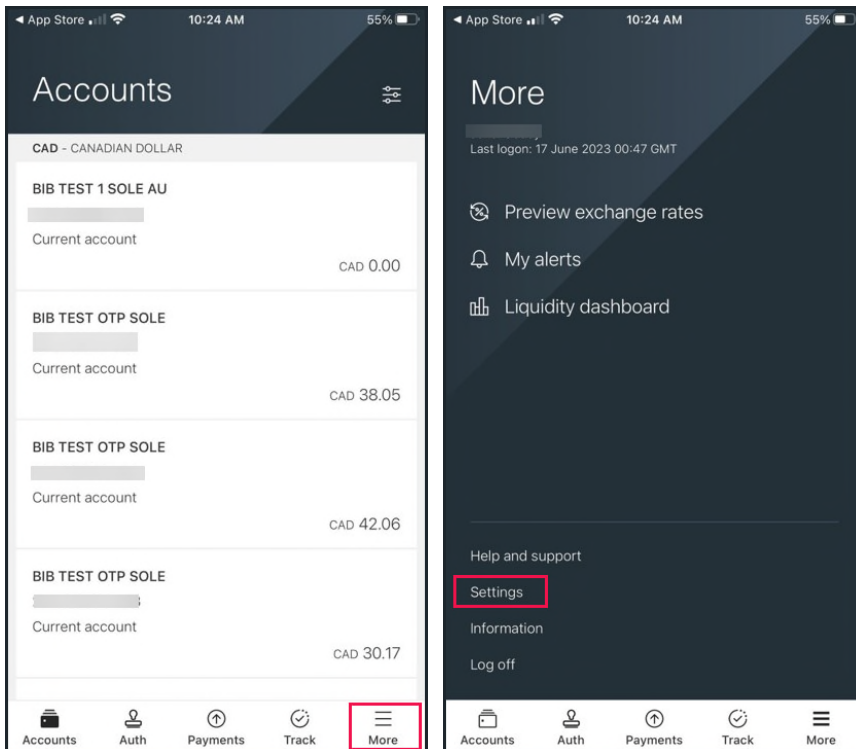 App Store 10:24 AM 55%
Accounts
CAD - CANADIAN DOLLAR
BIB TEST 1 SOLE AU
Current account
CAD 0.00
BIB TEST OTP SOLE
Current account
CAD 38.05
BIB TEST OTP SOLE
Current account
CAD 42.06
BIB TEST OTP SOLE
Current account
CAD 30.17
Accounts Auth Payments Track More
App Store 10:24 AM 55%
More
Last logon: 17 June 2023 00:47 GMT
Preview exchange rates
My alerts
Liquidity dashboard
Help and support
Settings
Information
Log off
Accounts Auth Payments Track More